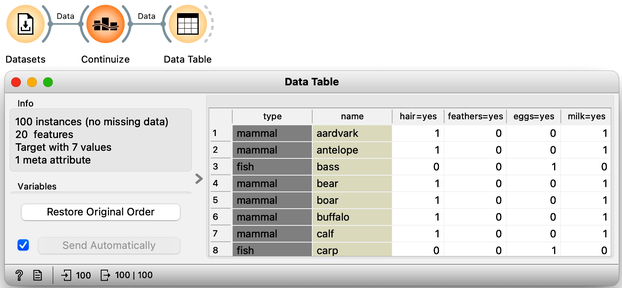 Data Data
Datasets Continuize Data Table
Data Table
Info
100 instances (no missing data)
20 features
Target with 7 values
1 meta attribute
Variables
Restore Original Order
Send Automatically
type name hair=yes feathers=yes eggs=yes milk=yes
1 mammal aardvark 1 0 0 1
2 mammal antelope 1 0 0 1
3 fish bass 0 0 1 0
4 mammal bear 1 0 0 1
5 mammal boar 1 0 0 1
6 mammal buffalo 1 0 0 1
7 mammal calf 1 0 0 1
8 fish carp 0 0 1 0
? 100 100 | 100